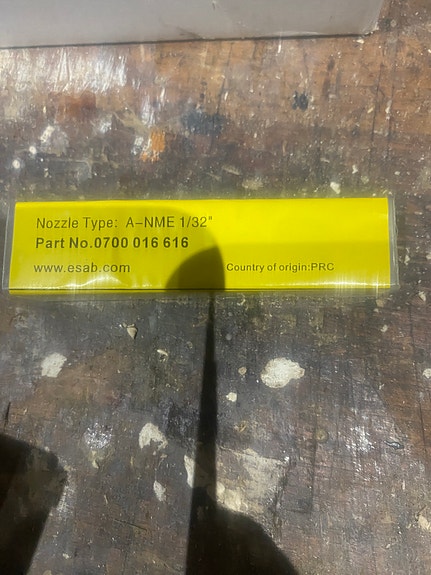 Nozzle Type: A-NME 1/32"
Part No.0700 016 616
www.esab.com
Country of origin:PRC